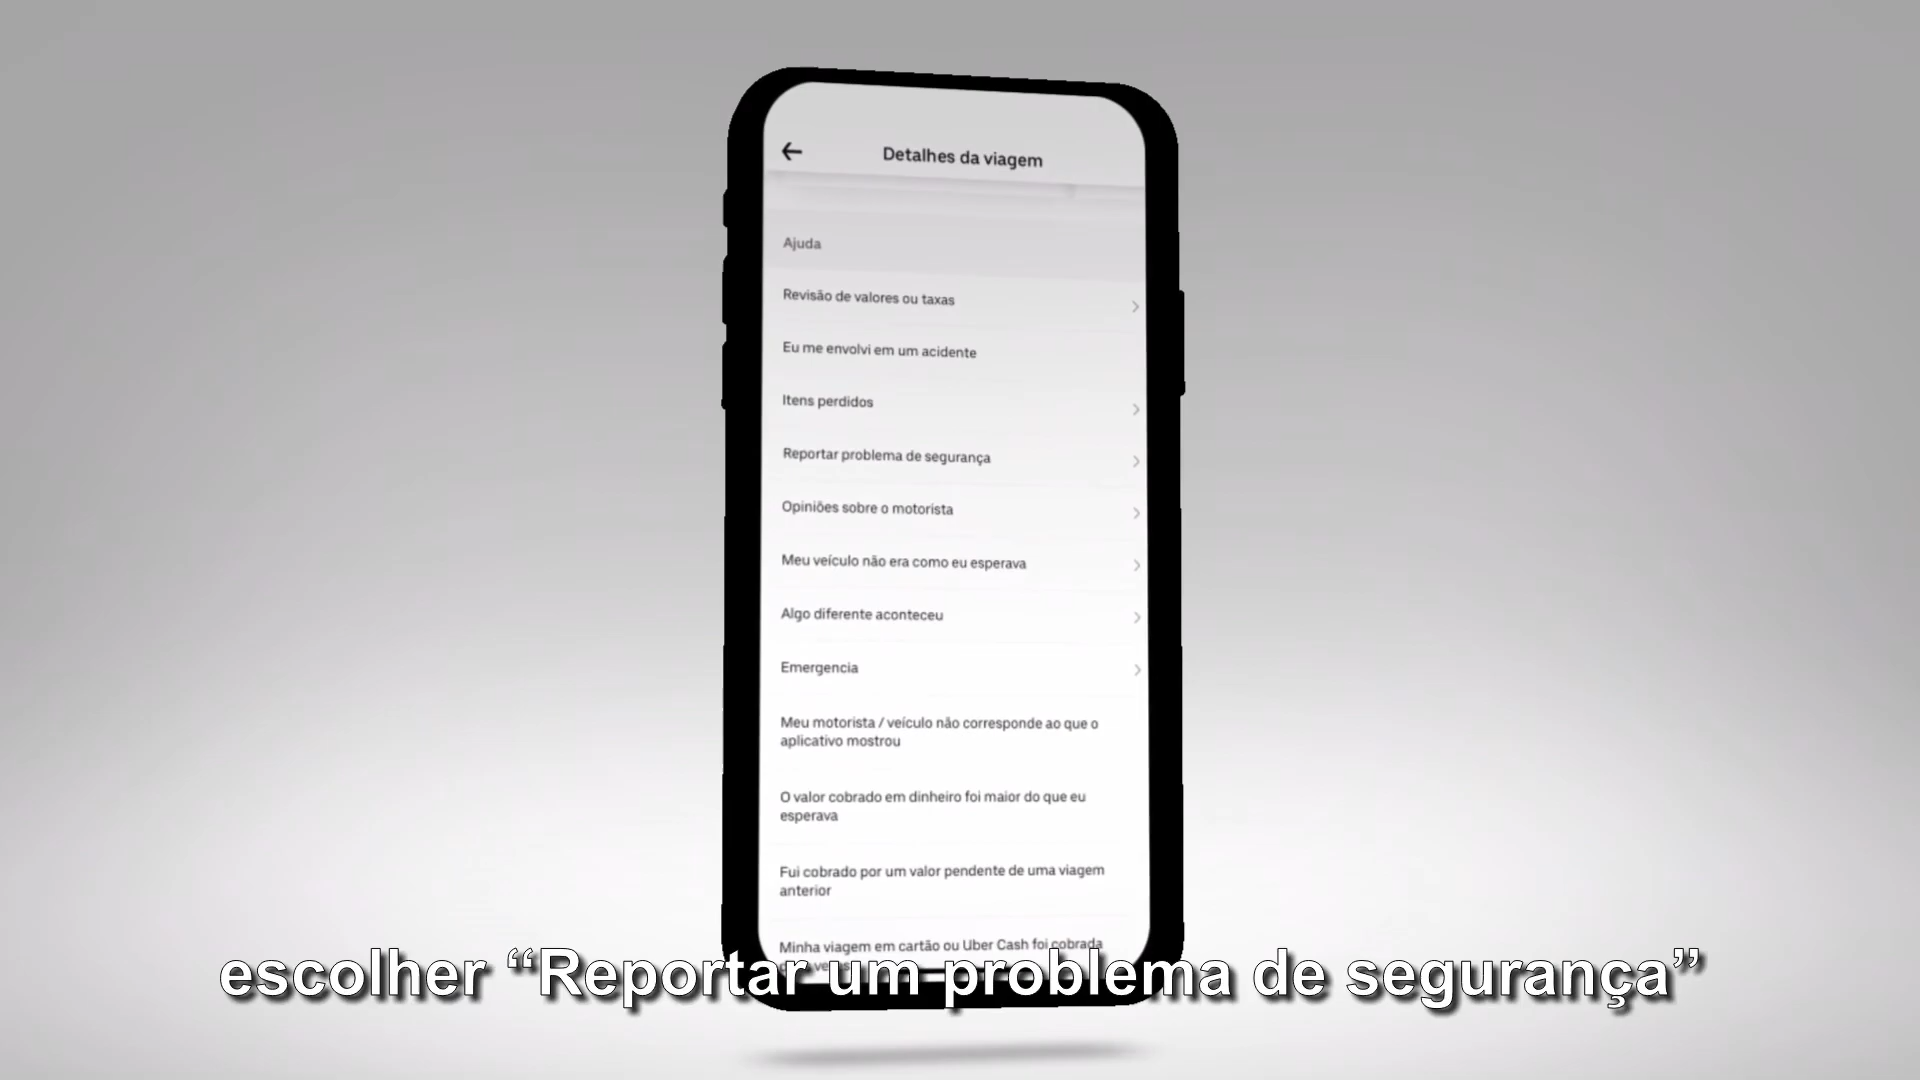 Detalhes da viagem
Ajuda
Revisão de valores ou taxas
Eu me envolvi em um acidente
Itens perdidos
Reportar problema de segurança
Opiniões sobre o motorista
Meu veículo não era como eu esperava
Algo diferente aconteceu
Emergencia
Meu motorista / veículo não corresponde ao que o
aplicativo mostrou
O valor cobrado em dinheiro foi maior do que eu
esperava
Fui cobrado por um valor pendente de uma viagem
anterior
Minha viagem em cartão ou Uber Cash foi cobrada
escolher “Reportar um problema de segurança”